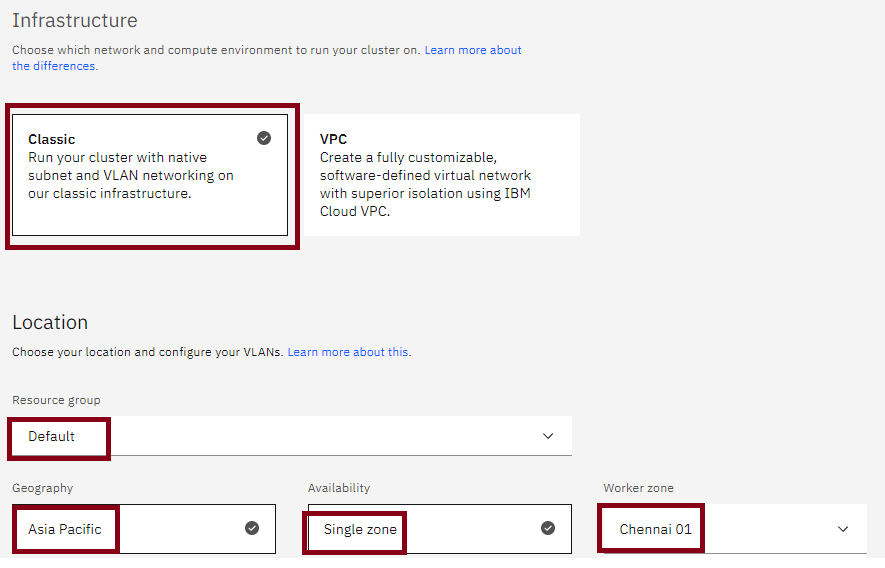 Infrastructure
Choose which network and compute environment to run your cluster on. Learn more about
the differences.
Classic
Run your cluster with native
subnet and VLAN networking on
our classic infrastructure.
VPC
Create a fully customizable,
software-defined virtual network
with superior isolation using IBM
Cloud VPC.
Location
Choose your location and configure your VLANs. Learn more about this.
Resource group
Default
Geography
Availability
Worker zone
Asia Pacific
Single zone
Chennai 01